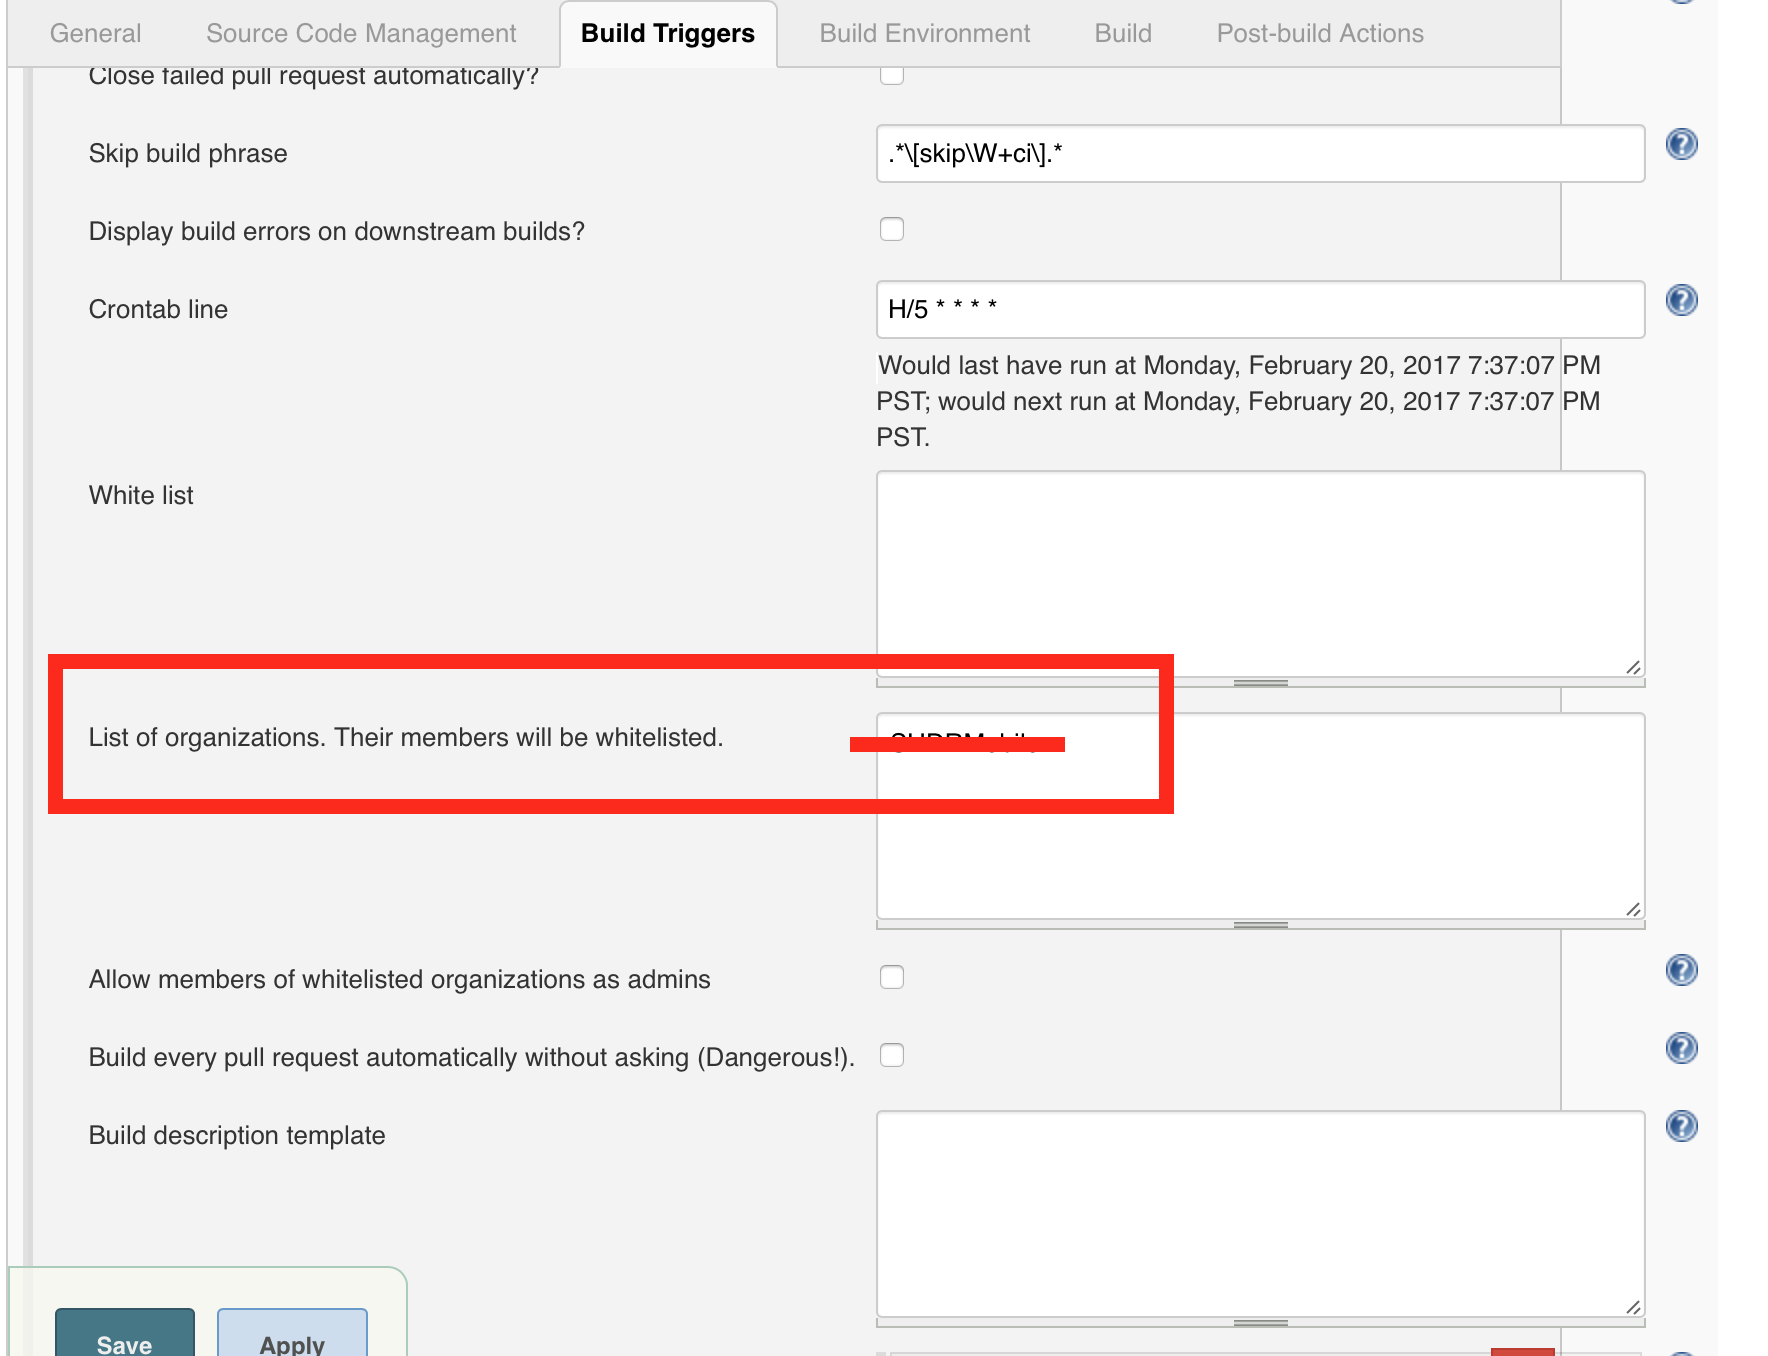 General Source Code Management Build Triggers Build Environment Build Post-build Actions
Close failed pull request automatically?
Skip build phrase .*\[skip\W+ci\].*
Display build errors on downstream builds?
Crontab line H/5 * * * *
Would last have run at Monday, February 20, 2017 7:37:07 PM
PST; would next run at Monday, February 20, 2017 7:37:07 PM
PST.
White list
List of organizations. Their members will be whitelisted.
Allow members of whitelisted organizations as admins
Build every pull request automatically without asking (Dangerous!).
Build description template
Save Apply